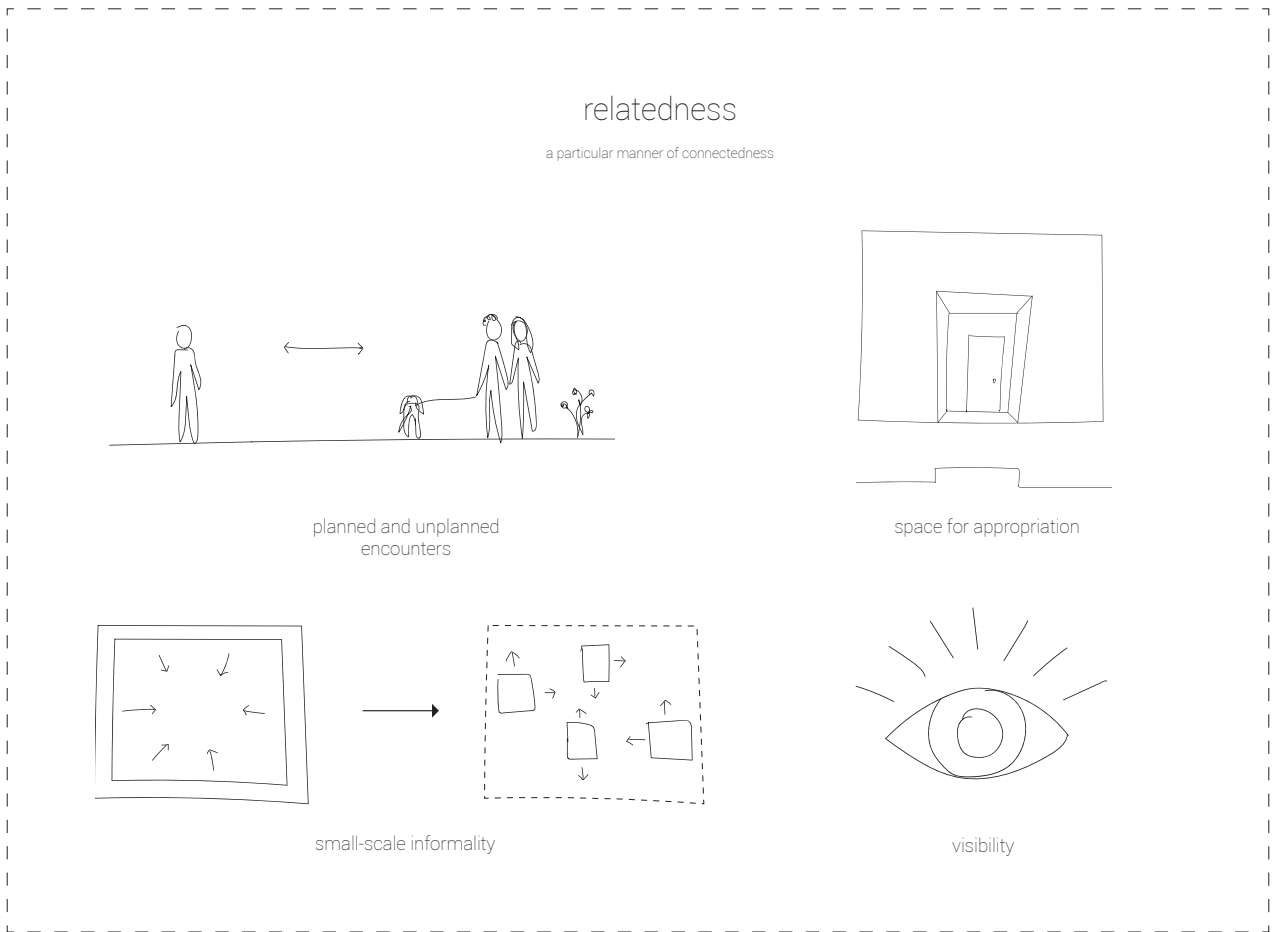 relatedness
a particular manner of connectedness
planned and unplanned
encounters
space for appropriation
small-scale informality
visibility